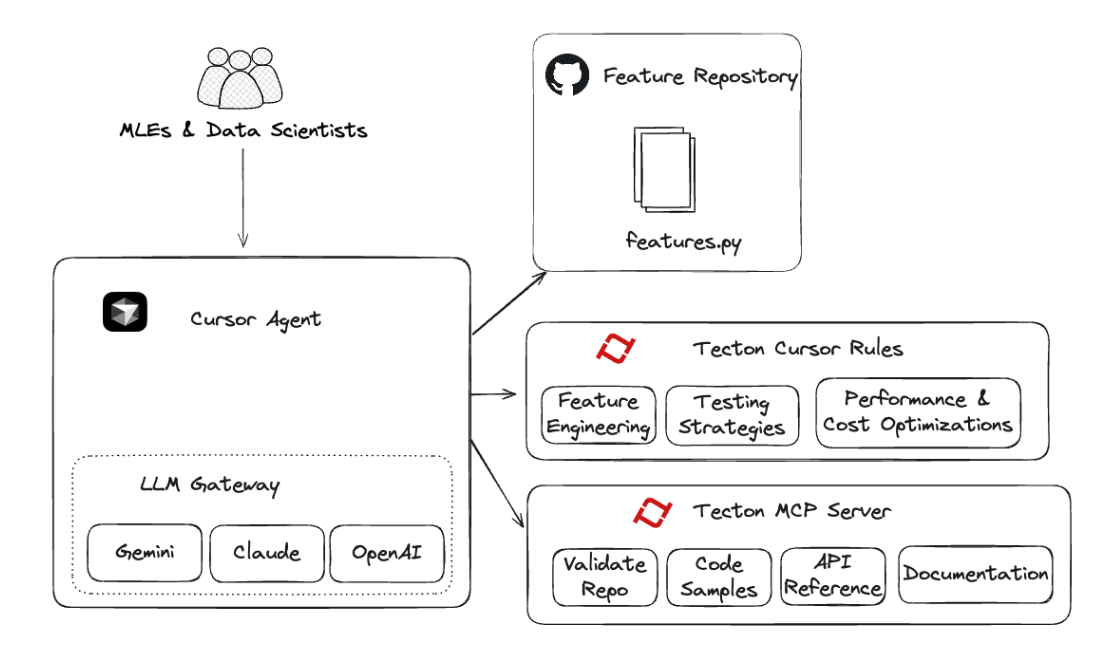 MLEs & Data Scientists
Feature Repository
features.py
Cursor Agent
LLM Gateway
Gemini
Claude
OpenAI
Tecton Cursor Rules
Feature
Engineering
Testing
Strategies
Performance &
Cost Optimizations
Tecton MCP Server
Validate
Repo
Code
Samples
API
Reference
Documentation